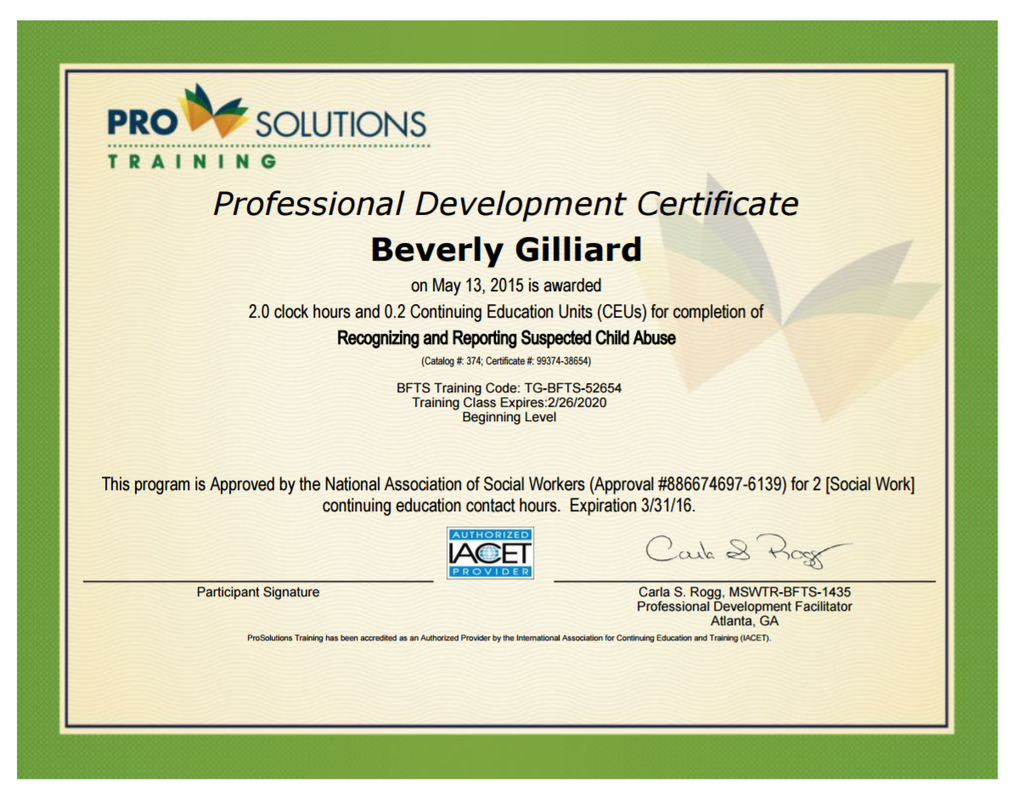 PRO SOLUTIONS
TRAINING
Professional Development Certificate
Beverly Gilliard
on May 13, 2015 is awarded
2.0 clock hours and 0.2 Continuing Education Units (CEUs) for completion of
Recognizing and Reporting Suspected Child Abuse
(Catalog #: 374; Certificate #: 99374-38654)
BFTS Training Code: TG-BFTS-52654
Training Class Expires:2/26/2020
Beginning Level
This program is Approved by the National Association of Social Workers (Approval #886674697-6139) for 2 [Social Work]
continuing education contact hours. Expiration 3/31/16.
AUTHORIZED
IACET
PROVIDER
Carla S Rogg
Participant Signature
Carla S. Rogg, MSWTR-BFTS-1435
Professional Development Facilitator
Atlanta, GA
ProSolutions Training has been accredited as an Authorized Provider by the International Association for Continuing Education and Training (IACET).